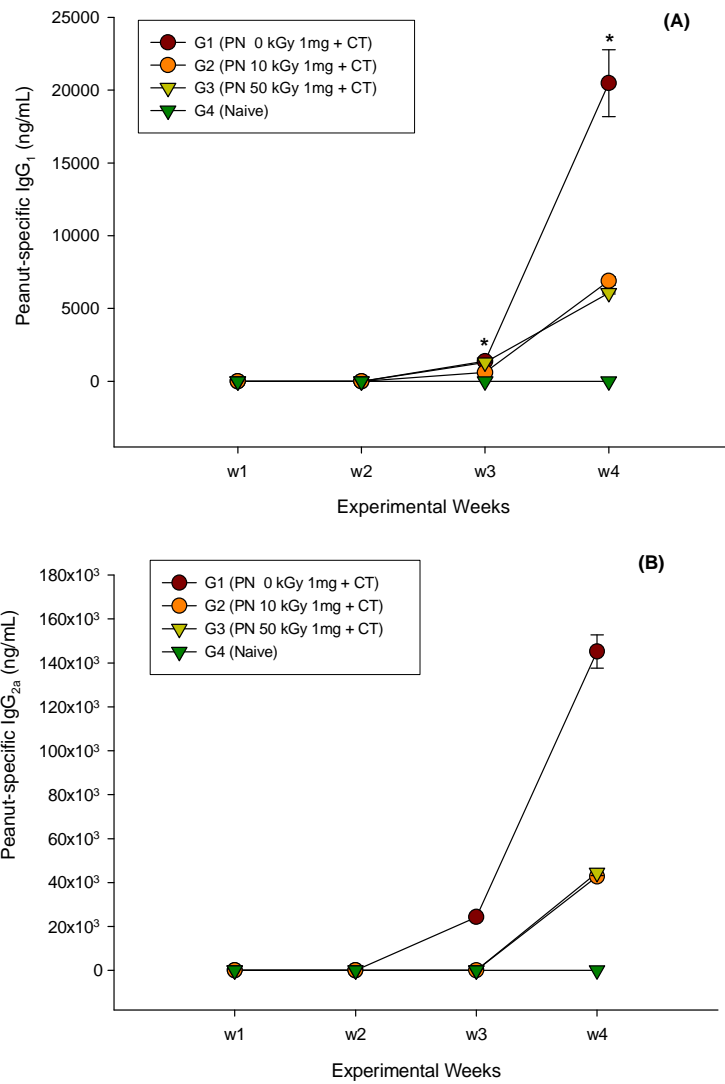 (A)
25000
20000
15000
10000
5000
0
Peanut-specific IgG₁ (ng/mL)
G1 (PN  0 kGy 1mg + CT)
G2 (PN 10 kGy 1mg + CT)
G3 (PN 50 kGy 1mg + CT)
G4 (Naive)
*
*
w1 w2 w3 w4
Experimental Weeks
(B)
180x10³
160x10³
140x10³
120x10³
100x10³
80x10³
60x10³
40x10³
20x10³
0
Peanut-specific IgG₂ₐ (ng/mL)
G1 (PN  0 kGy 1mg + CT)
G2 (PN 10 kGy 1mg + CT)
G3 (PN 50 kGy 1mg + CT)
G4 (Naive)
w1 w2 w3 w4
Experimental Weeks